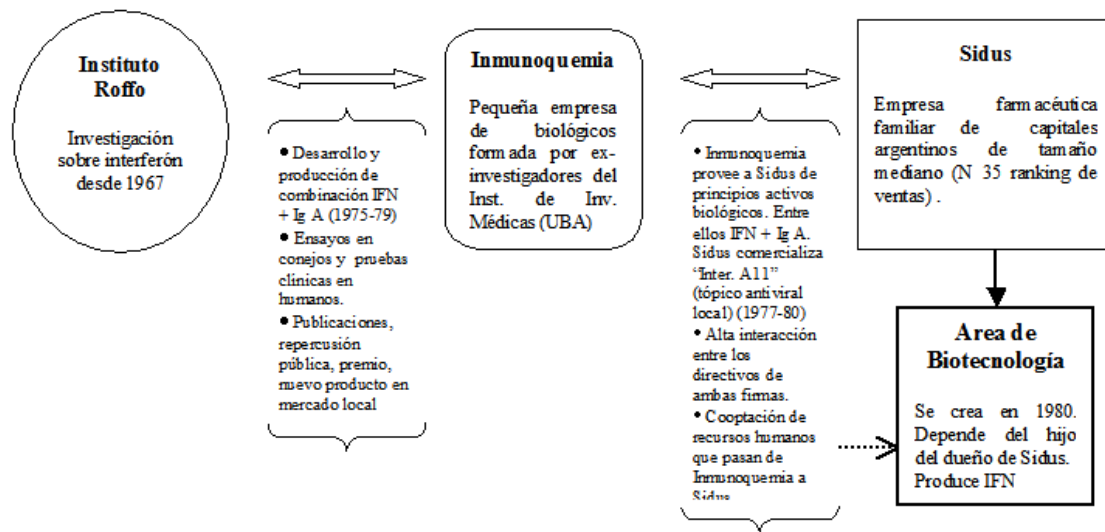 Instituto
Roffo
Investigación
sobre interferón
desde 1967
• Desarrollo y
producción de
combinación IFN
+ Ig A (1975-79)
• Ensayos en
conejos y pruebas
clínicas en
humanos.
• Publicaciones,
repercusión
pública, premio,
nuevo producto en
mercado local
Inmunoquemia
Pequeña empresa
de biológicos
formada por ex-
investigadores del
Inst. de Inv.
Médicas (UBA)
• Inmunoquemia
provee a Sidus de
principios activos
biológicos. Entre
ellos IFN + Ig A.
Sidus comercializa
“Inter. A11”
(tópico antiviral
local) (1977-80)
• Alta interacción
entre los
directivos de
ambas firmas.
• Cooptación de
recursos humanos
que pasan de
Inmunoquemia a
Sidus
Sidus
Empresa farmacéutica
familiar de capitales
argentinos de tamaño
mediano (N 35 ranking de
ventas) .
Area de
Biotecnología
Se crea en 1980.
Depende del hijo
del dueño de Sidus.
Produce IFN